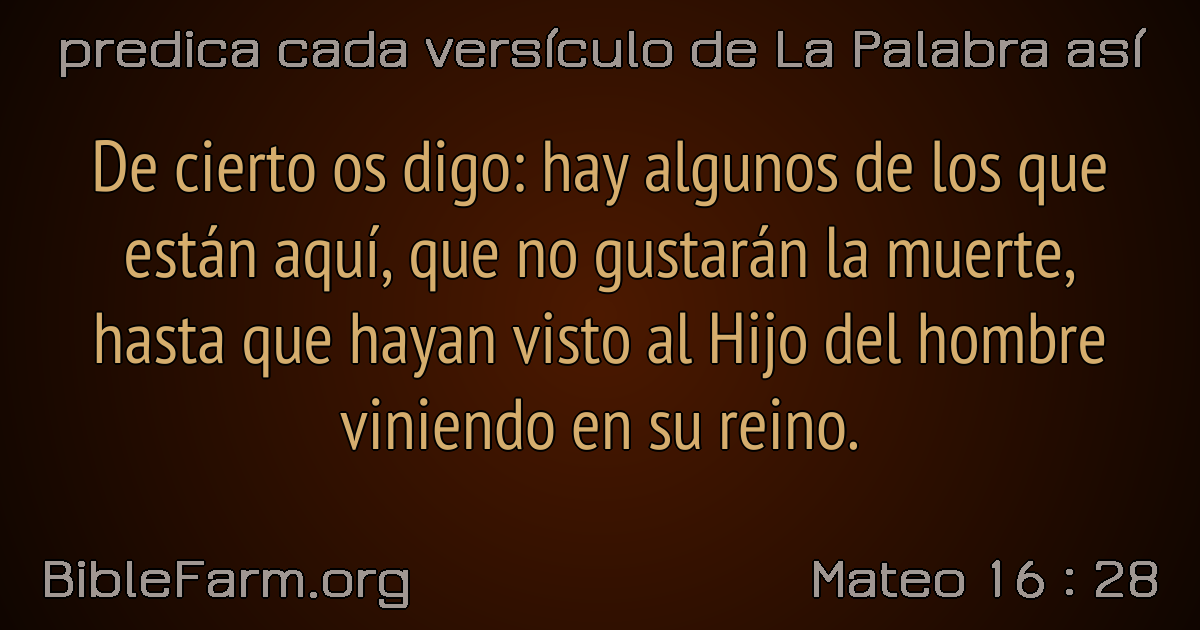 predica cada versículo de La Palabra así
De cierto os digo: hay algunos de los que
están aquí, que no gustarán la muerte,
hasta que hayan visto al Hijo del hombre
viniendo en su reino.
BibleFarm.org
Mateo 16 : 28